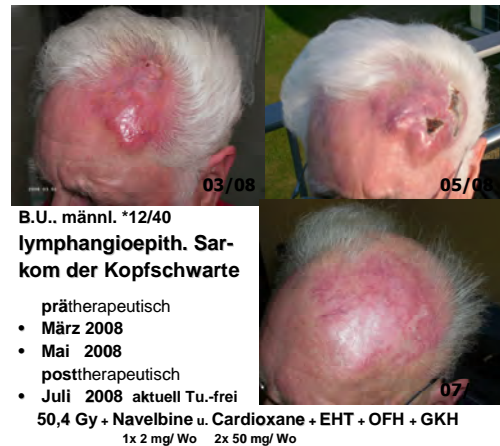 03/08
05/08
B.U.. männl. *12/40
lymphangioepith. Sar-
kom der Kopfschwarte
prätherapeutisch
• März 2008
• Mai 2008
posttherapeutisch
• Juli 2008 aktuell Tu.-frei
07
50,4 Gy + Navelbine u. Cardioxane + EHT + OFH + GKH
1x 2 mg/ Wo 2x 50 mg/ Wo